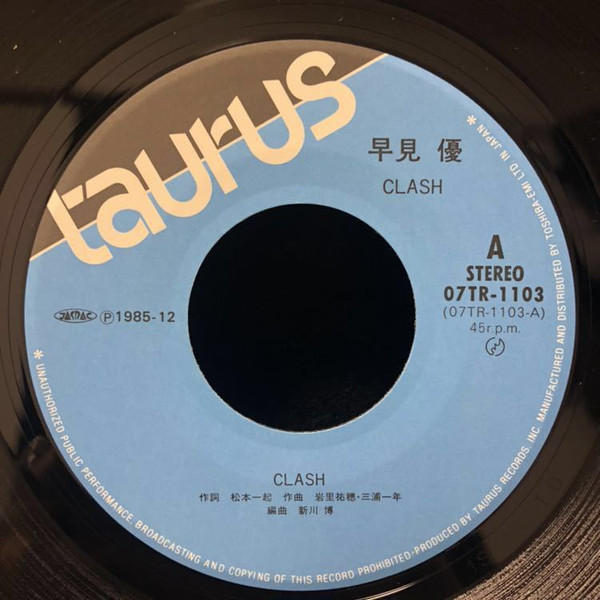 taurus
早見 優
CLASH
A
STEREO
07TR-1103
(07TR-1103-A)
45r.p.m.
JASRAC Ⓟ1985-12
CLASH
作詞 松本一起 作曲 岩里祐穂・三浦一年
編曲 新川 博
* UNAUTHORIZED PUBLIC PERFORMANCE, BROADCASTING AND COPYING OF THIS RECORD PROHIBITED-PRODUCED BY TAURUS RECORDS, INC. MANUFACTURED AND DISTRIBUTED BY TOSHIBA-EMI LTD IN JAPAN *